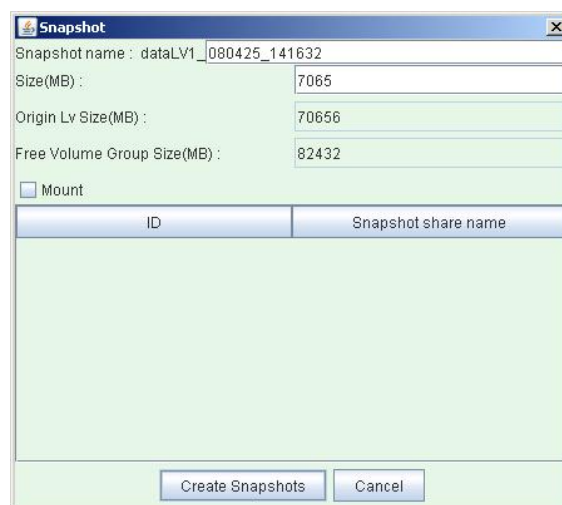 Snapshot
Snapshot name : dataLV1_ 080425_141632
Size(MB) : 7065
Origin Lv Size(MB) : 70656
Free Volume Group Size(MB) : 82432
Mount
ID Snapshot share name
Create Snapshots Cancel